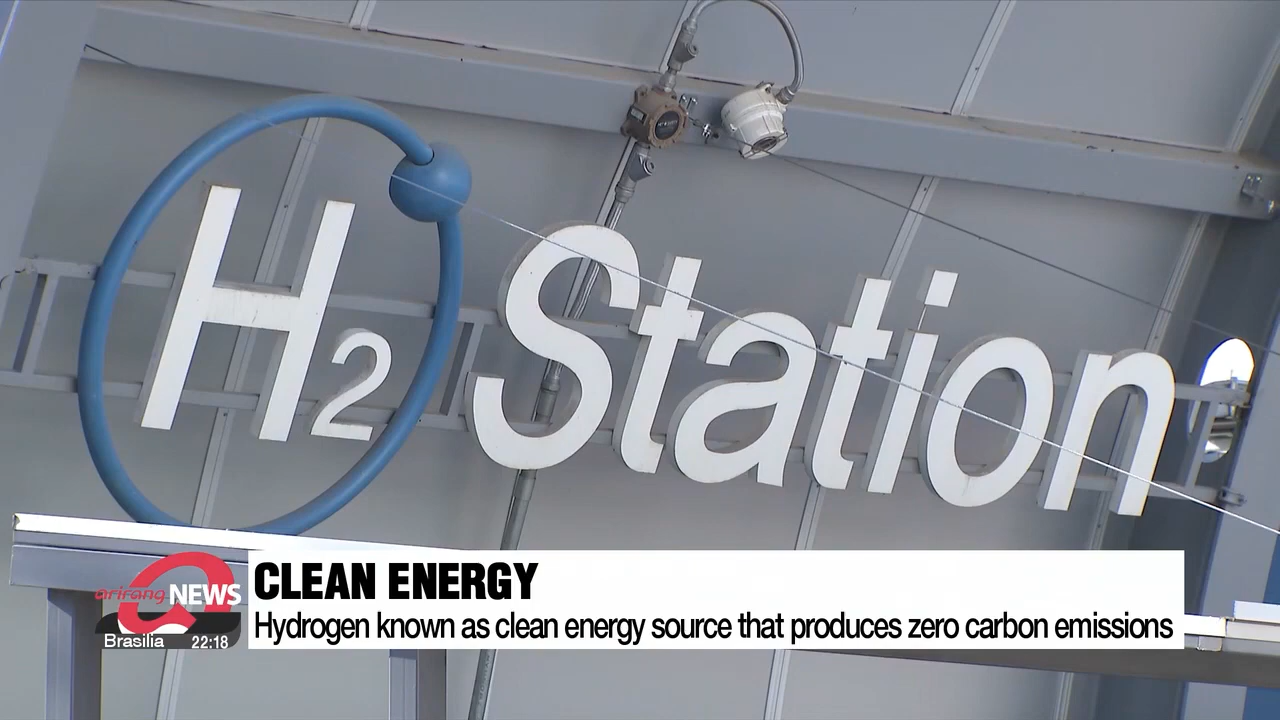 H2 Station
CLEAN ENERGY
arirang NEWS
Hydrogen known as clean energy source that produces zero carbon emissions
Brasilia 22:18